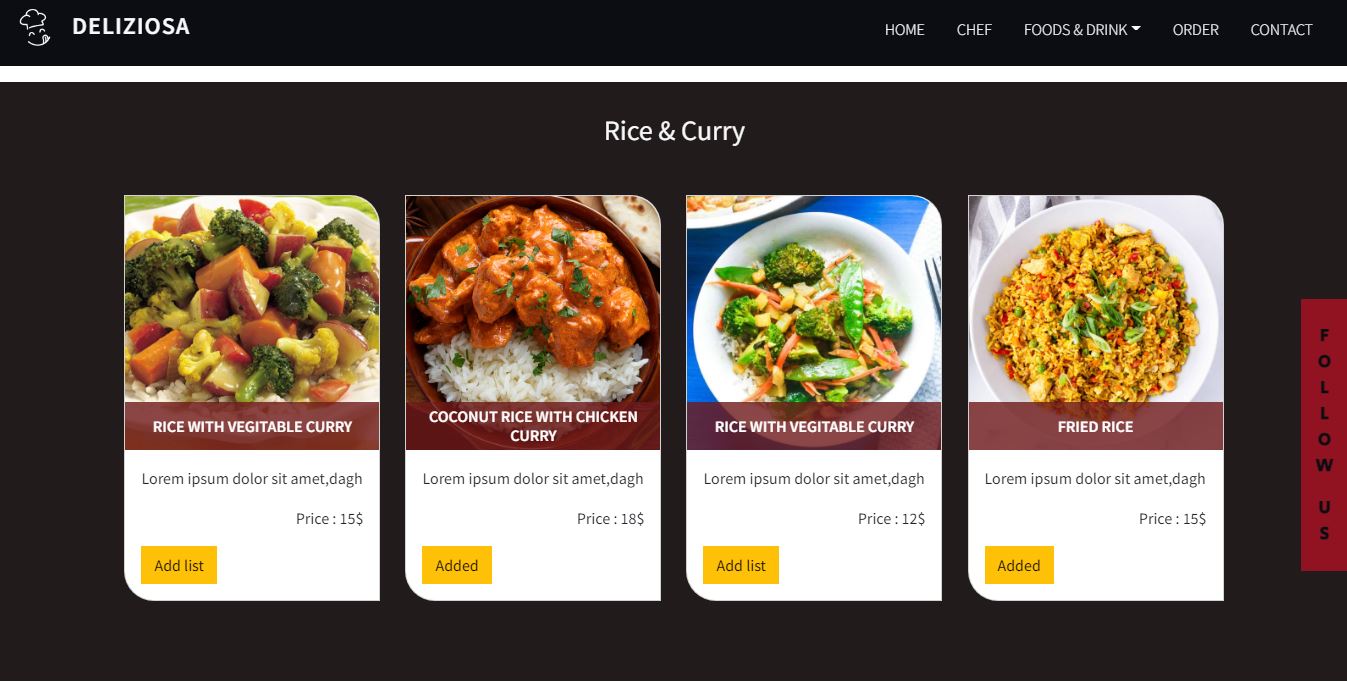 DELIZIOSA
HOME CHEF FOODS & DRINK ORDER CONTACT
Rice & Curry
RICE WITH VEGITABLE CURRY
Lorem ipsum dolor sit amet,dagh
Price : 15$
Add list
COCONUT RICE WITH CHICKEN
CURRY
Lorem ipsum dolor sit amet,dagh
Price : 18$
Added
RICE WITH VEGITABLE CURRY
Lorem ipsum dolor sit amet,dagh
Price : 12$
Add list
FRIED RICE
Lorem ipsum dolor sit amet,dagh
Price : 15$
Added
FOLLOW US